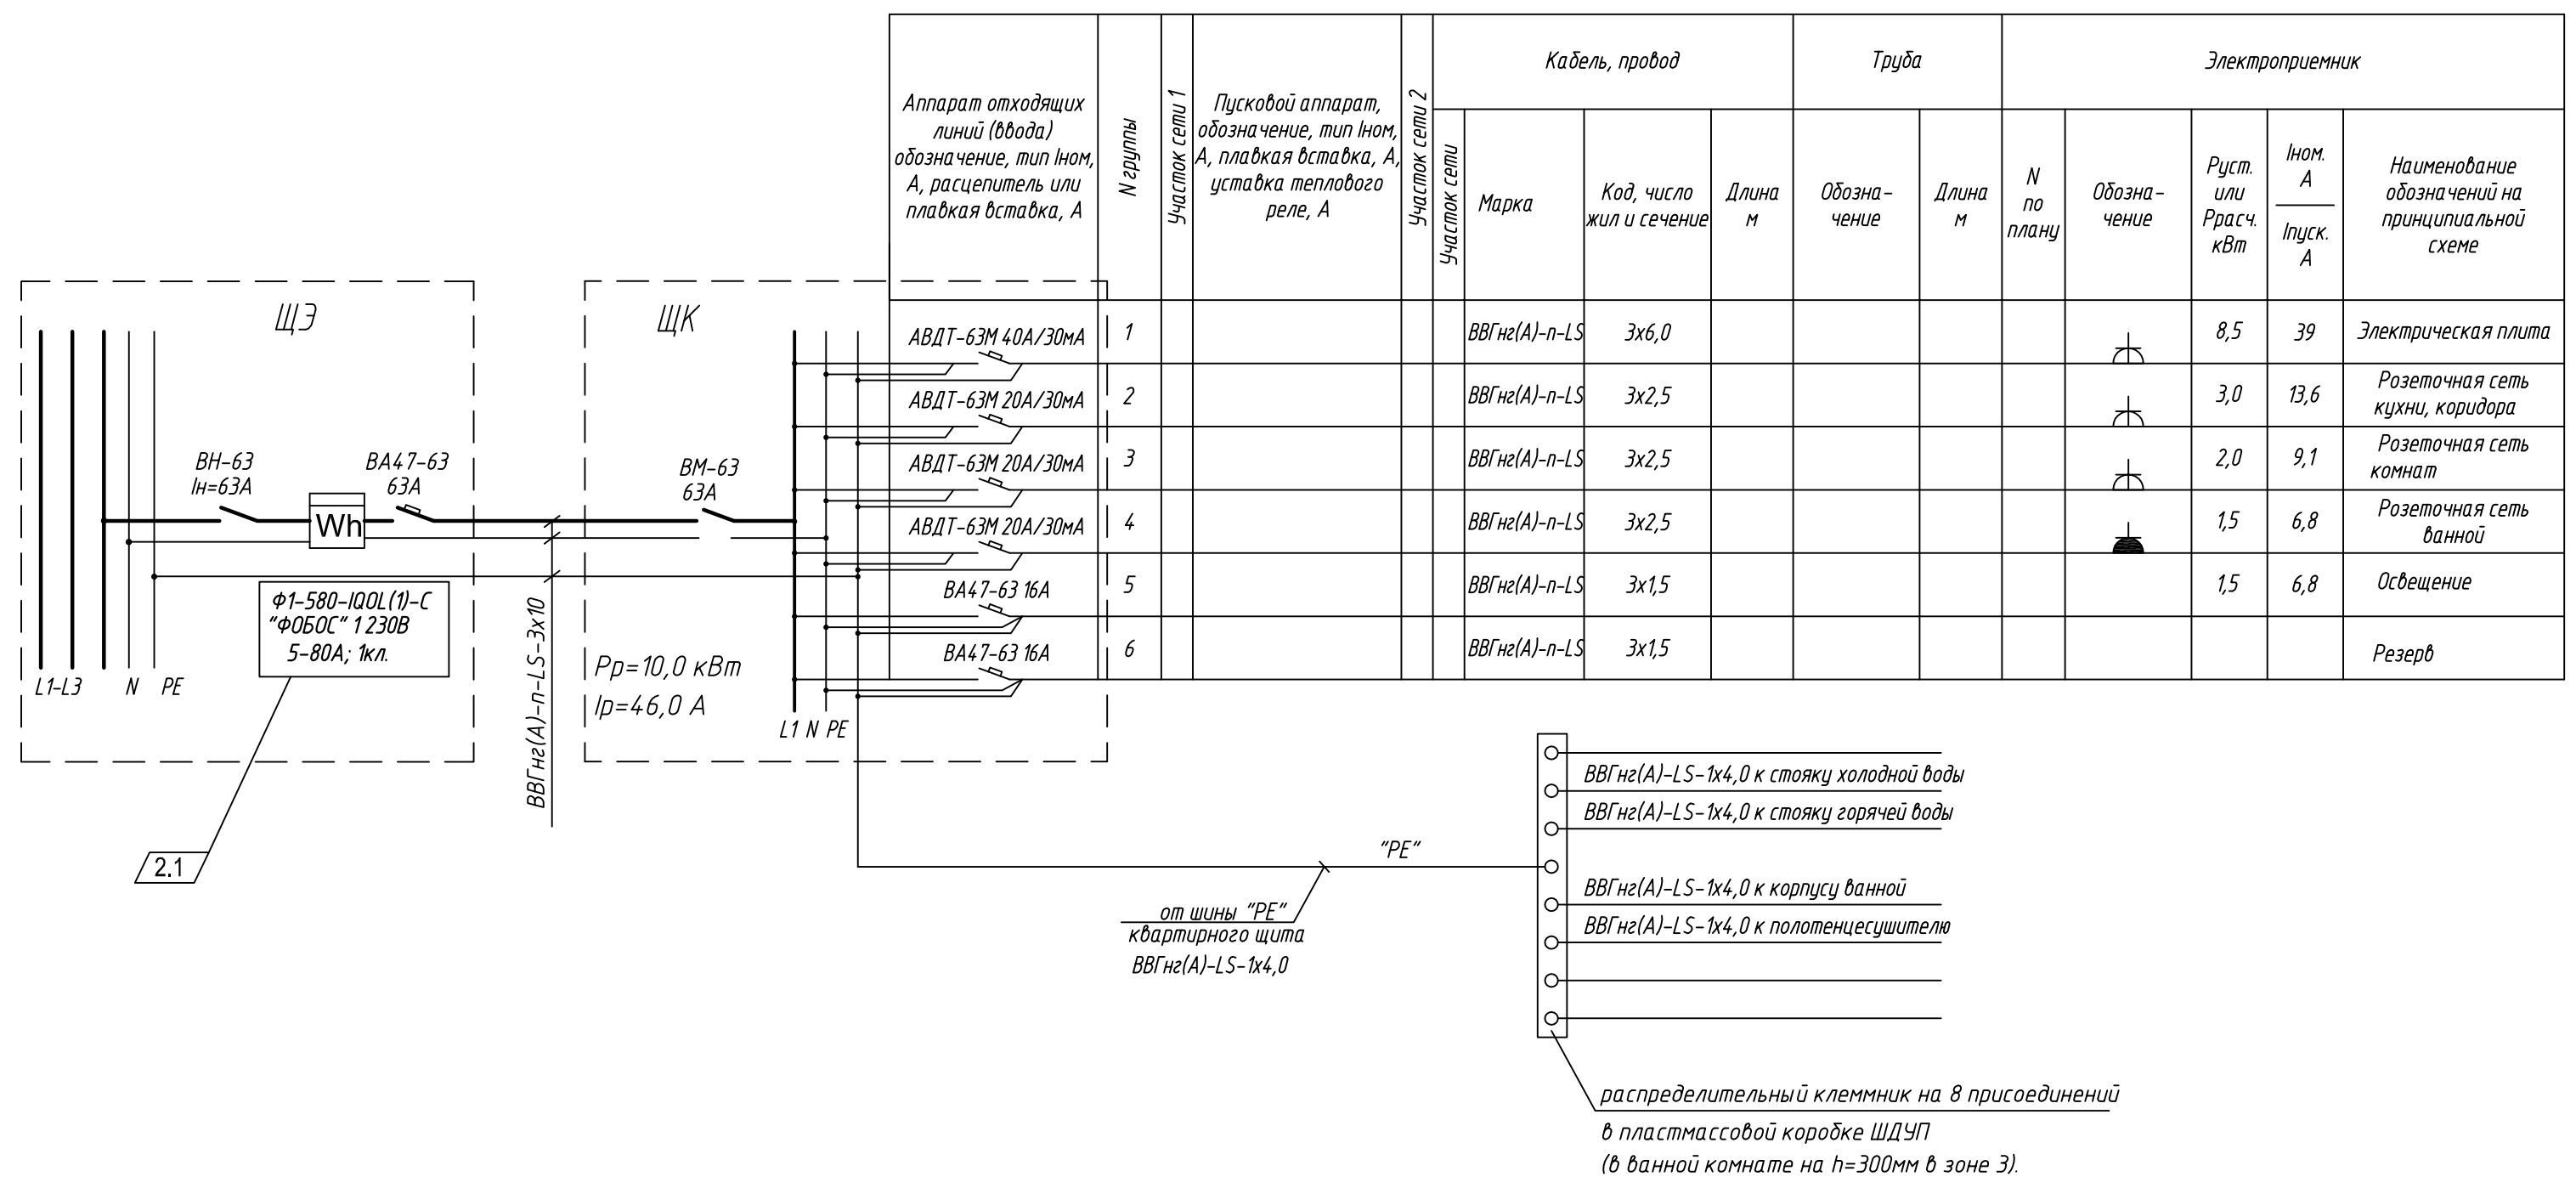 Аппарат отходящих
линий (ввода)
обозначение, тип Iном,
А, расцепитель или
плавкая вставка, А
N группы
Участок сети 1
Пусковой аппарат,
обозначение, тип Iном,
А, плавкая вставка, А,
уставка теплового
реле, А
Участок сети 2
Кабель, провод
Труба
Электроприемник
Участок сети
Марка
Код, число
жил и сечение
Длина
м
Обозна-
чение
Длина
м
N
по
плану
Обозна-
чение
Руст.
или
Ррасч.
кВт
Iном.
А
Iпуск.
А
Наименование
обозначений на
принципиальной
схеме
АВДТ-63М 40А/30мА 1 ВВГнг(А)-п-LS 3х6,0 8,5 39 Электрическая плита
АВДТ-63М 20А/30мА 2 ВВГнг(А)-п-LS 3х2,5 3,0 13,6 Розеточная сеть
кухни, коридора
АВДТ-63М 20А/30мА 3 ВВГнг(А)-п-LS 3х2,5 2,0 9,1 Розеточная сеть
комнат
АВДТ-63М 20А/30мА 4 ВВГнг(А)-п-LS 3х2,5 1,5 6,8 Розеточная сеть
ванной
ВА47-63 16А 5 ВВГнг(А)-п-LS 3х1,5 1,5 6,8 Освещение
ВА47-63 16А 6 ВВГнг(А)-п-LS 3х1,5 Резерв
ЩЭ
ВН-63
Iн=63А
Wh
ВА47-63
63А
Ф1-580-IQOL(1)-С
"ФОБОС" 1 230В
5-80А; 1кл.
L1-L3 N PE
2.1
ВВГнг(А)-п-LS-3х10
ЩК
ВМ-63
63А
Рр=10,0 кВт
Iр=46,0 А
L1 N PE
"РЕ"
от шины "РЕ"
квартирного щита
ВВГнг(А)-LS-1х4,0
ВВГнг(А)-LS-1х4,0 к стояку холодной воды
ВВГнг(А)-LS-1х4,0 к стояку горячей воды
ВВГнг(А)-LS-1х4,0 к корпусу ванной
ВВГнг(А)-LS-1х4,0 к полотенцесушителю
распределительный клеммник на 8 присоединений
в пластмассовой коробке ШДУП
(в ванной комнате на h=300мм в зоне 3).